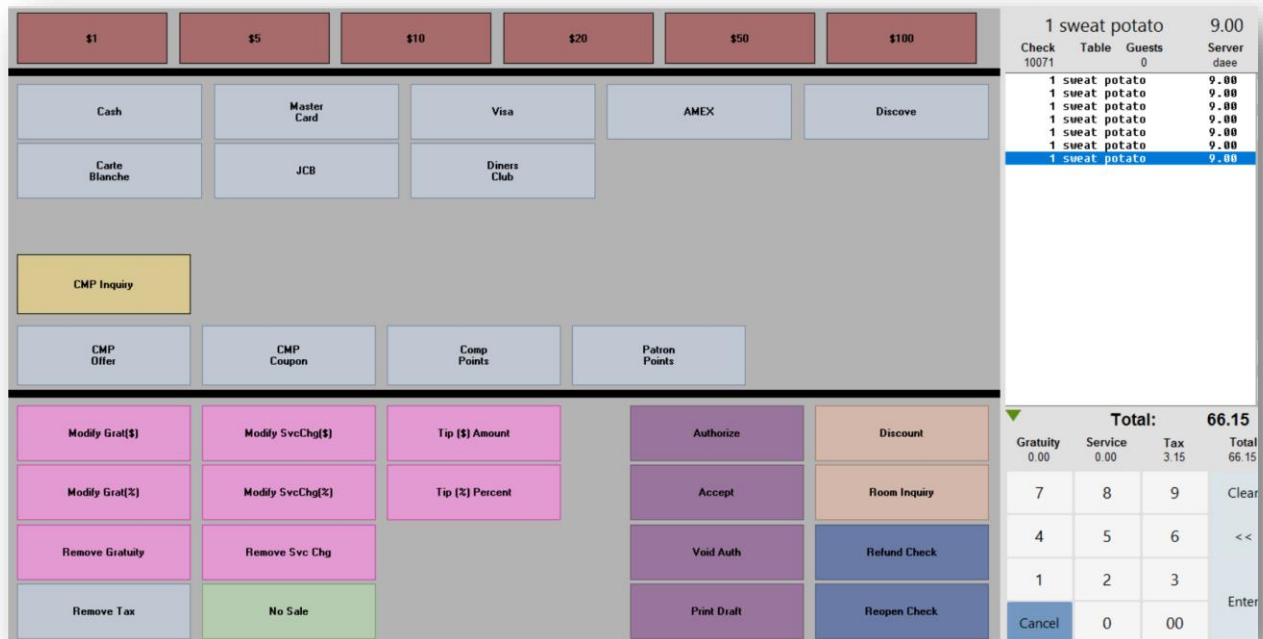 $1 $5 $10 $20 $50 $100
Cash Master Visa AMEX Discove
Card
Carte JCB Diners
Blanche Club
CMP Inquiry
CMP CMP Comp Patron
Offer Coupon Points Points
Modify Grat($) Modify SvcChg($) Tip ($) Amount Authorize Discount
Modify Grat(%) Modify SvcChg(%) Tip (%) Percent Accept Room Inquiry
Remove Gratuity Remove Svc Chg Void Auth Refund Check
Remove Tax No Sale Print Draft Reopen Check
1 sweat potato 9.00
Check Table Guests Server
10071 0 daee
1 sweat potato 9.00
1 sweat potato 9.00
1 sweat potato 9.00
1 sweat potato 9.00
1 sweat potato 9.00
1 sweat potato 9.00
1 sweat potato 9.00
Total: 66.15
Gratuity Service Tax Total
0.00 0.00 3.15 66.15
7 8 9 Clear
4 5 6 <<
1 2 3
Enter
Cancel 0 00